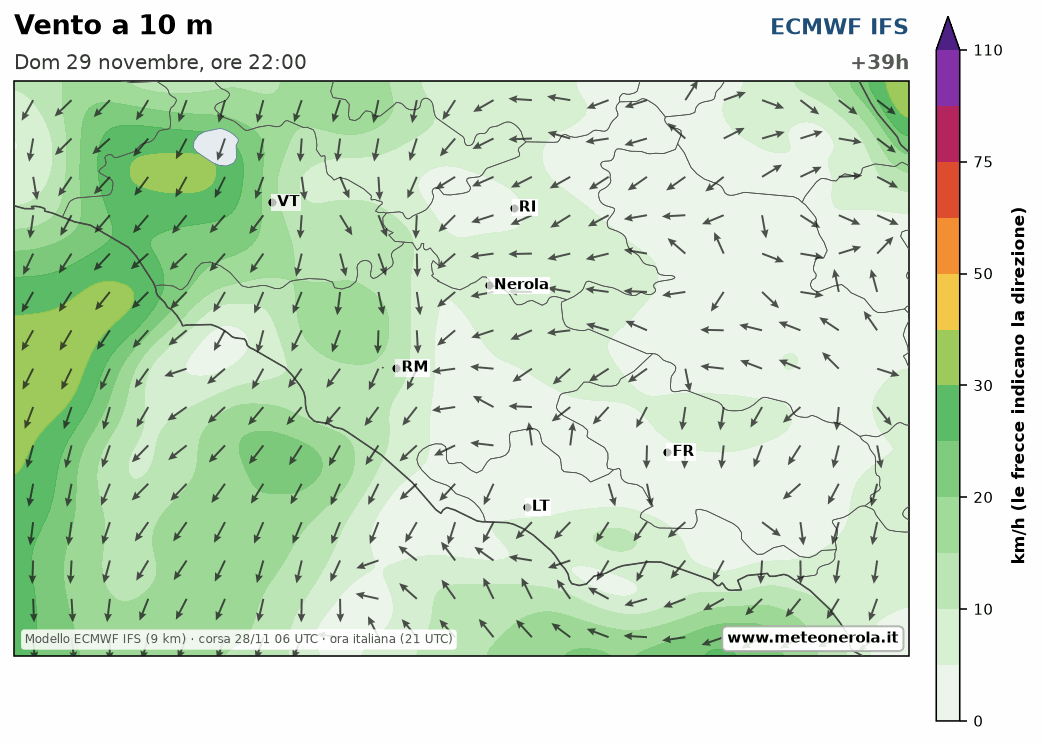 Vento a 10 m
ECMWF IFS
Dom 29 novembre, ore 22:00
+39h
VT
RI
Nerola
RM
FR
LT
110
75
50
30
20
10
0
km/h (le frecce indicano la direzione)
Modello ECMWF IFS (9 km) · corsa 28/11 06 UTC · ora italiana (21 UTC)
www.meteonerola.it